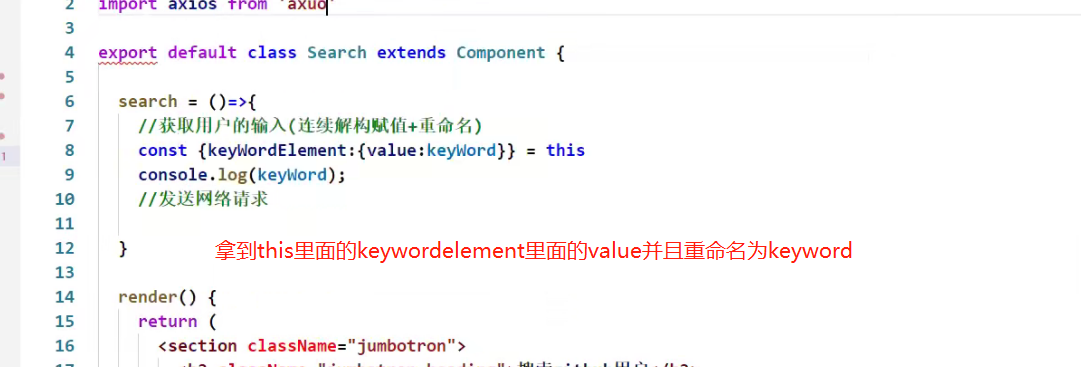 2 import axios from 'axuo'
3
4 export default class Search extends Component {
5
6 search = ()=>{
7 //获取用户的输入(连续解构赋值+重命名)
8 const {keyWordElement:{value:keyWord}} = this
9 console.log(keyWord);
10 //发送网络请求
11
12 } 拿到this里面的keywordelement里面的value并且重命名为keyword
13
14 render() {
15 return (
16 <section className="jumbotron">